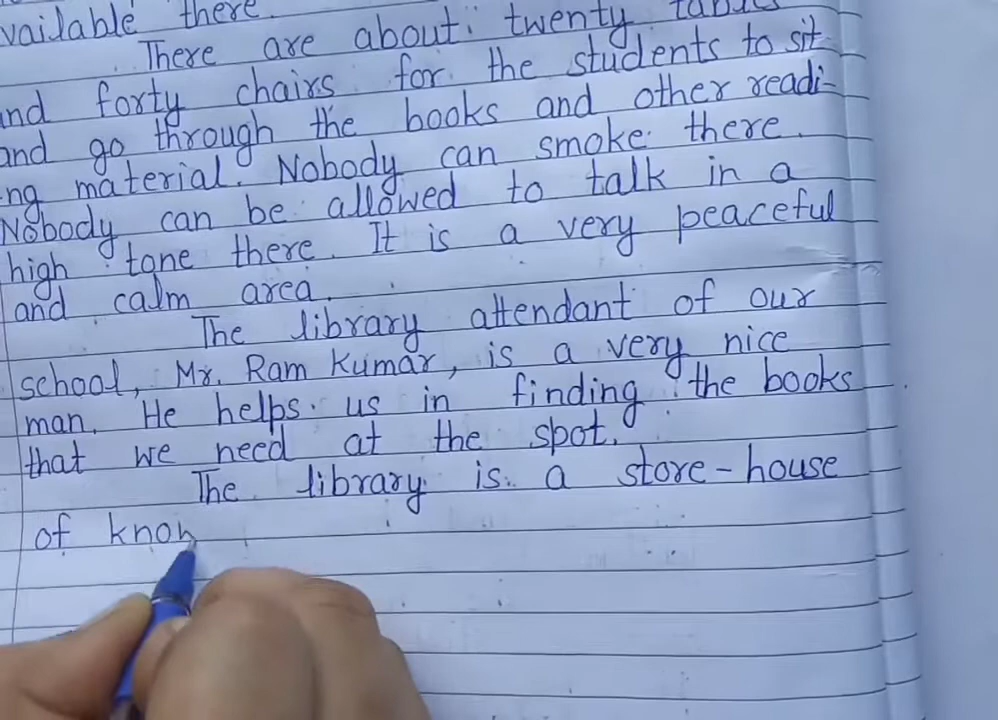 vailable there.
There are about twenty tables
and forty chairs for the students to sit
and go through the books and other readi-
-ng material. Nobody can smoke there.
Nobody can be allowed to talk in a
high tone there. It is a very peaceful
and calm area.
The library attendant of our
school, Mr. Ram Kumar, is a very nice
man. He helps us in finding the books
that we need at the spot.
The library is a store-house
of know